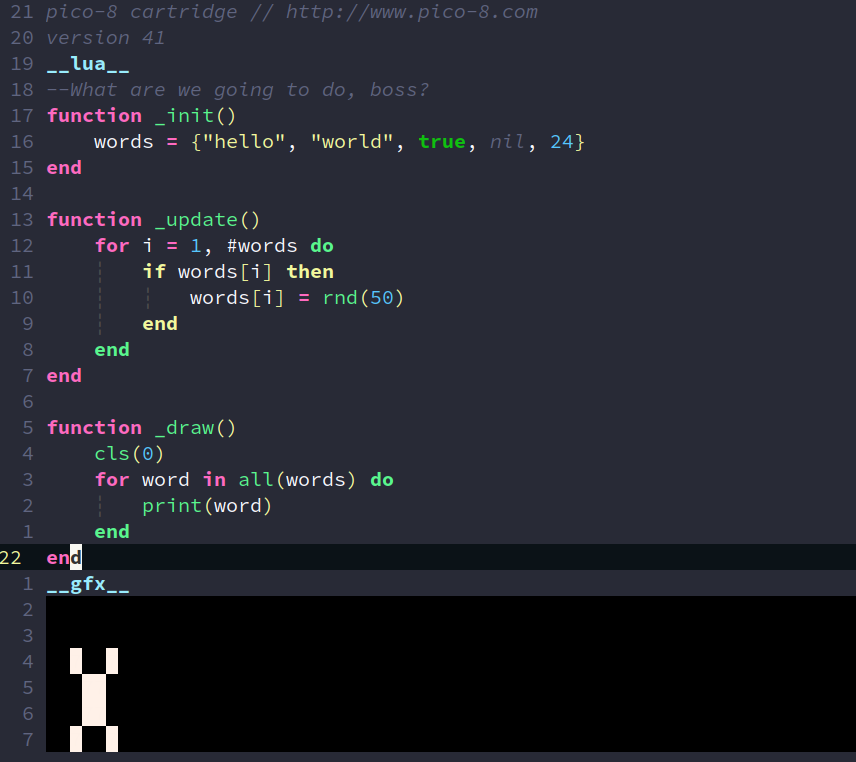 21 pico-8 cartridge // http://www.pico-8.com
20 version 41
19 __lua__
18 --What are we going to do, boss?
17 function _init()
16     words = {"hello", "world", true, nil, 24}
15 end
14
13 function _update()
12     for i = 1, #words do
11         if words[i] then
10             words[i] = rnd(50)
9         end
8     end
7 end
6
5 function _draw()
4     cls(0)
3     for word in all(words) do
2         print(word)
1     end
22 end
1 __gfx__
2
3
4
5
6
7